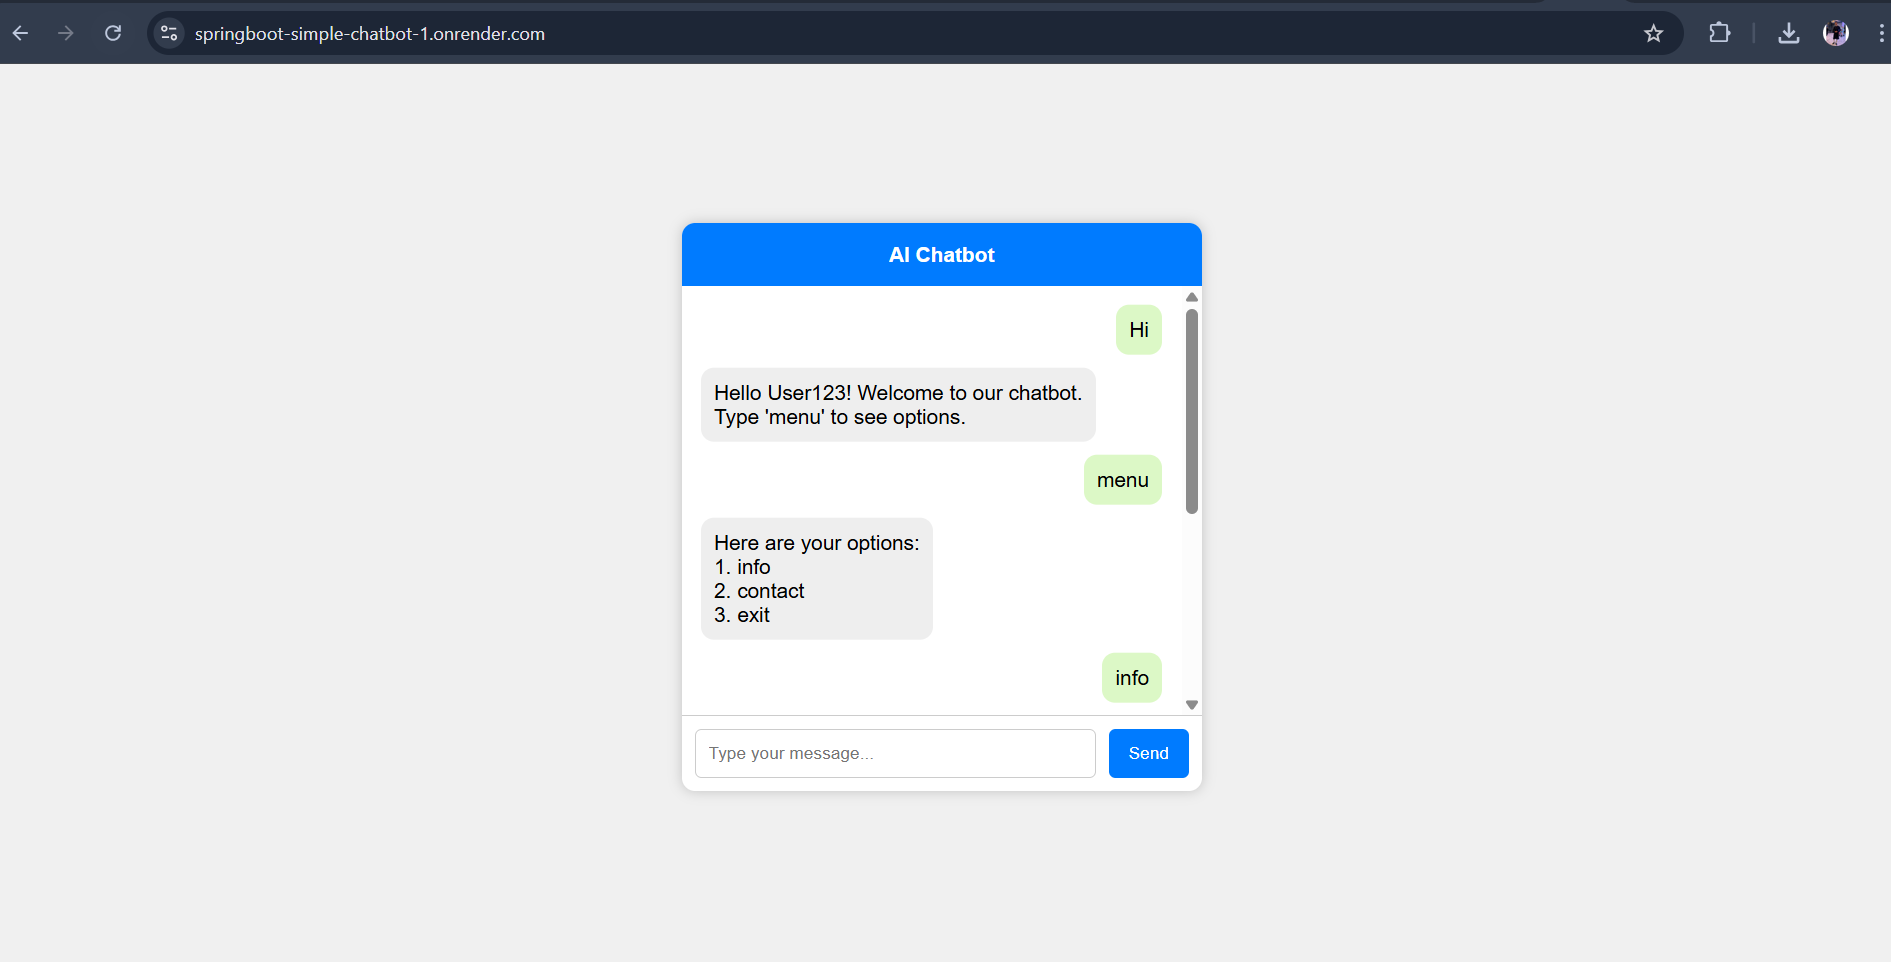 springboot-simple-chatbot-1.onrender.com
AI Chatbot
Hi
Hello User123! Welcome to our chatbot.
Type 'menu' to see options.
menu
Here are your options:
1. info
2. contact
3. exit
info
Type your message...
Send